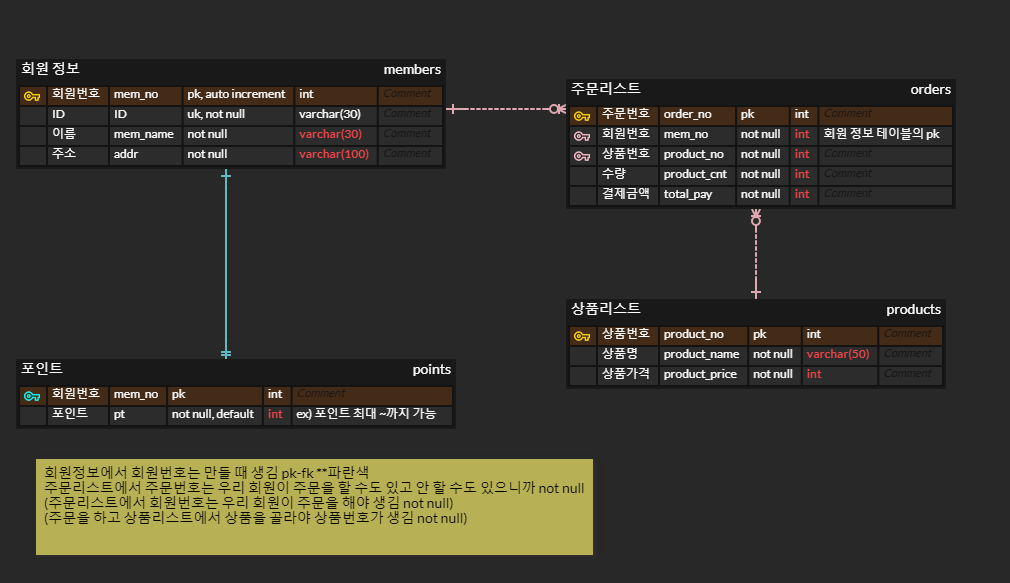 회원 정보 members
회원번호 mem_no pk, auto increment int Comment
ID ID uk, not null varchar(30) Comment
이름 mem_name not null varchar(30) Comment
주소 addr not null varchar(100) Comment
주문리스트 orders
주문번호 order_no pk int Comment
회원번호 mem_no not null int 회원 정보 테이블의 pk
상품번호 product_no not null int Comment
수량 product_cnt not null int Comment
결제금액 total_pay not null int Comment
상품리스트 products
상품번호 product_no pk int Comment
상품명 product_name not null varchar(50) Comment
상품가격 product_price not null int Comment
포인트 points
회원번호 mem_no pk int Comment
포인트 pt not null, default int ex) 포인트 최대 ~까지 가능
회원정보에서 회원번호는 만들 때 생김 pk-fk **파란색
주문리스트에서 주문번호는 우리 회원이 주문을 할 수도 있고 안 할 수도 있으니까 not null
(주문리스트에서 회원번호는 우리 회원이 주문을 해야 생김 not null)
(주문을 하고 상품리스트에서 상품을 골라야 상품번호가 생김 not null)